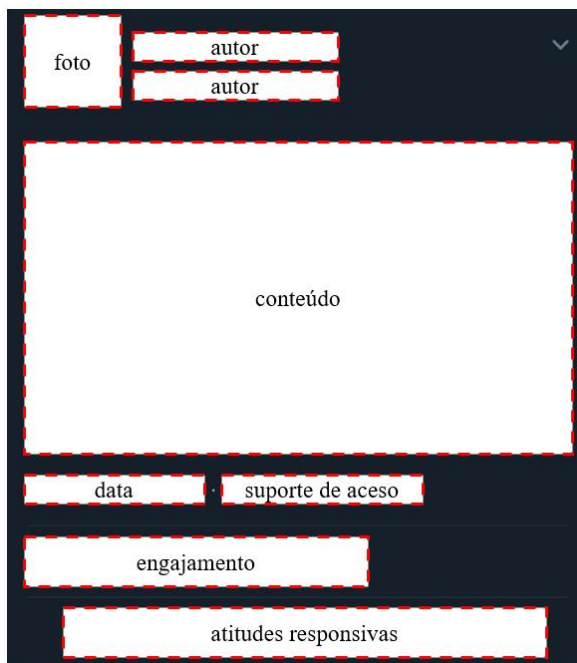 foto
autor
autor
conteúdo
data · suporte de aceso
engajamento
atitudes responsivas